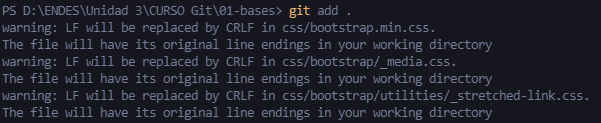 PS D:\ENDES\Unidad 3\CURSO Git\01-bases> git add .
warning: LF will be replaced by CRLF in css/bootstrap.min.css.
The file will have its original line endings in your working directory
warning: LF will be replaced by CRLF in css/bootstrap/_media.css.
The file will have its original line endings in your working directory
warning: LF will be replaced by CRLF in css/bootstrap/utilities/_stretched-link.css.
The file will have its original line endings in your working directory